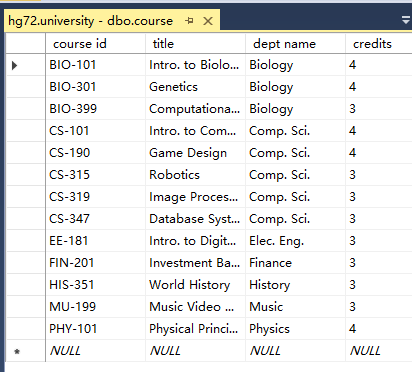 hg72.university - dbo.course
course id title dept name credits
BIO-101 Intro. to Biolo... Biology 4
BIO-301 Genetics Biology 4
BIO-399 Computationa... Biology 3
CS-101 Intro. to Com... Comp. Sci. 4
CS-190 Game Design Comp. Sci. 4
CS-315 Robotics Comp. Sci. 3
CS-319 Image Proces... Comp. Sci. 3
CS-347 Database Syst... Comp. Sci. 3
EE-181 Intro. to Digit... Elec. Eng. 3
FIN-201 Investment Ba... Finance 3
HIS-351 World History History 3
MU-199 Music Video ... Music 3
PHY-101 Physical Princi... Physics 4
NULL NULL NULL NULL